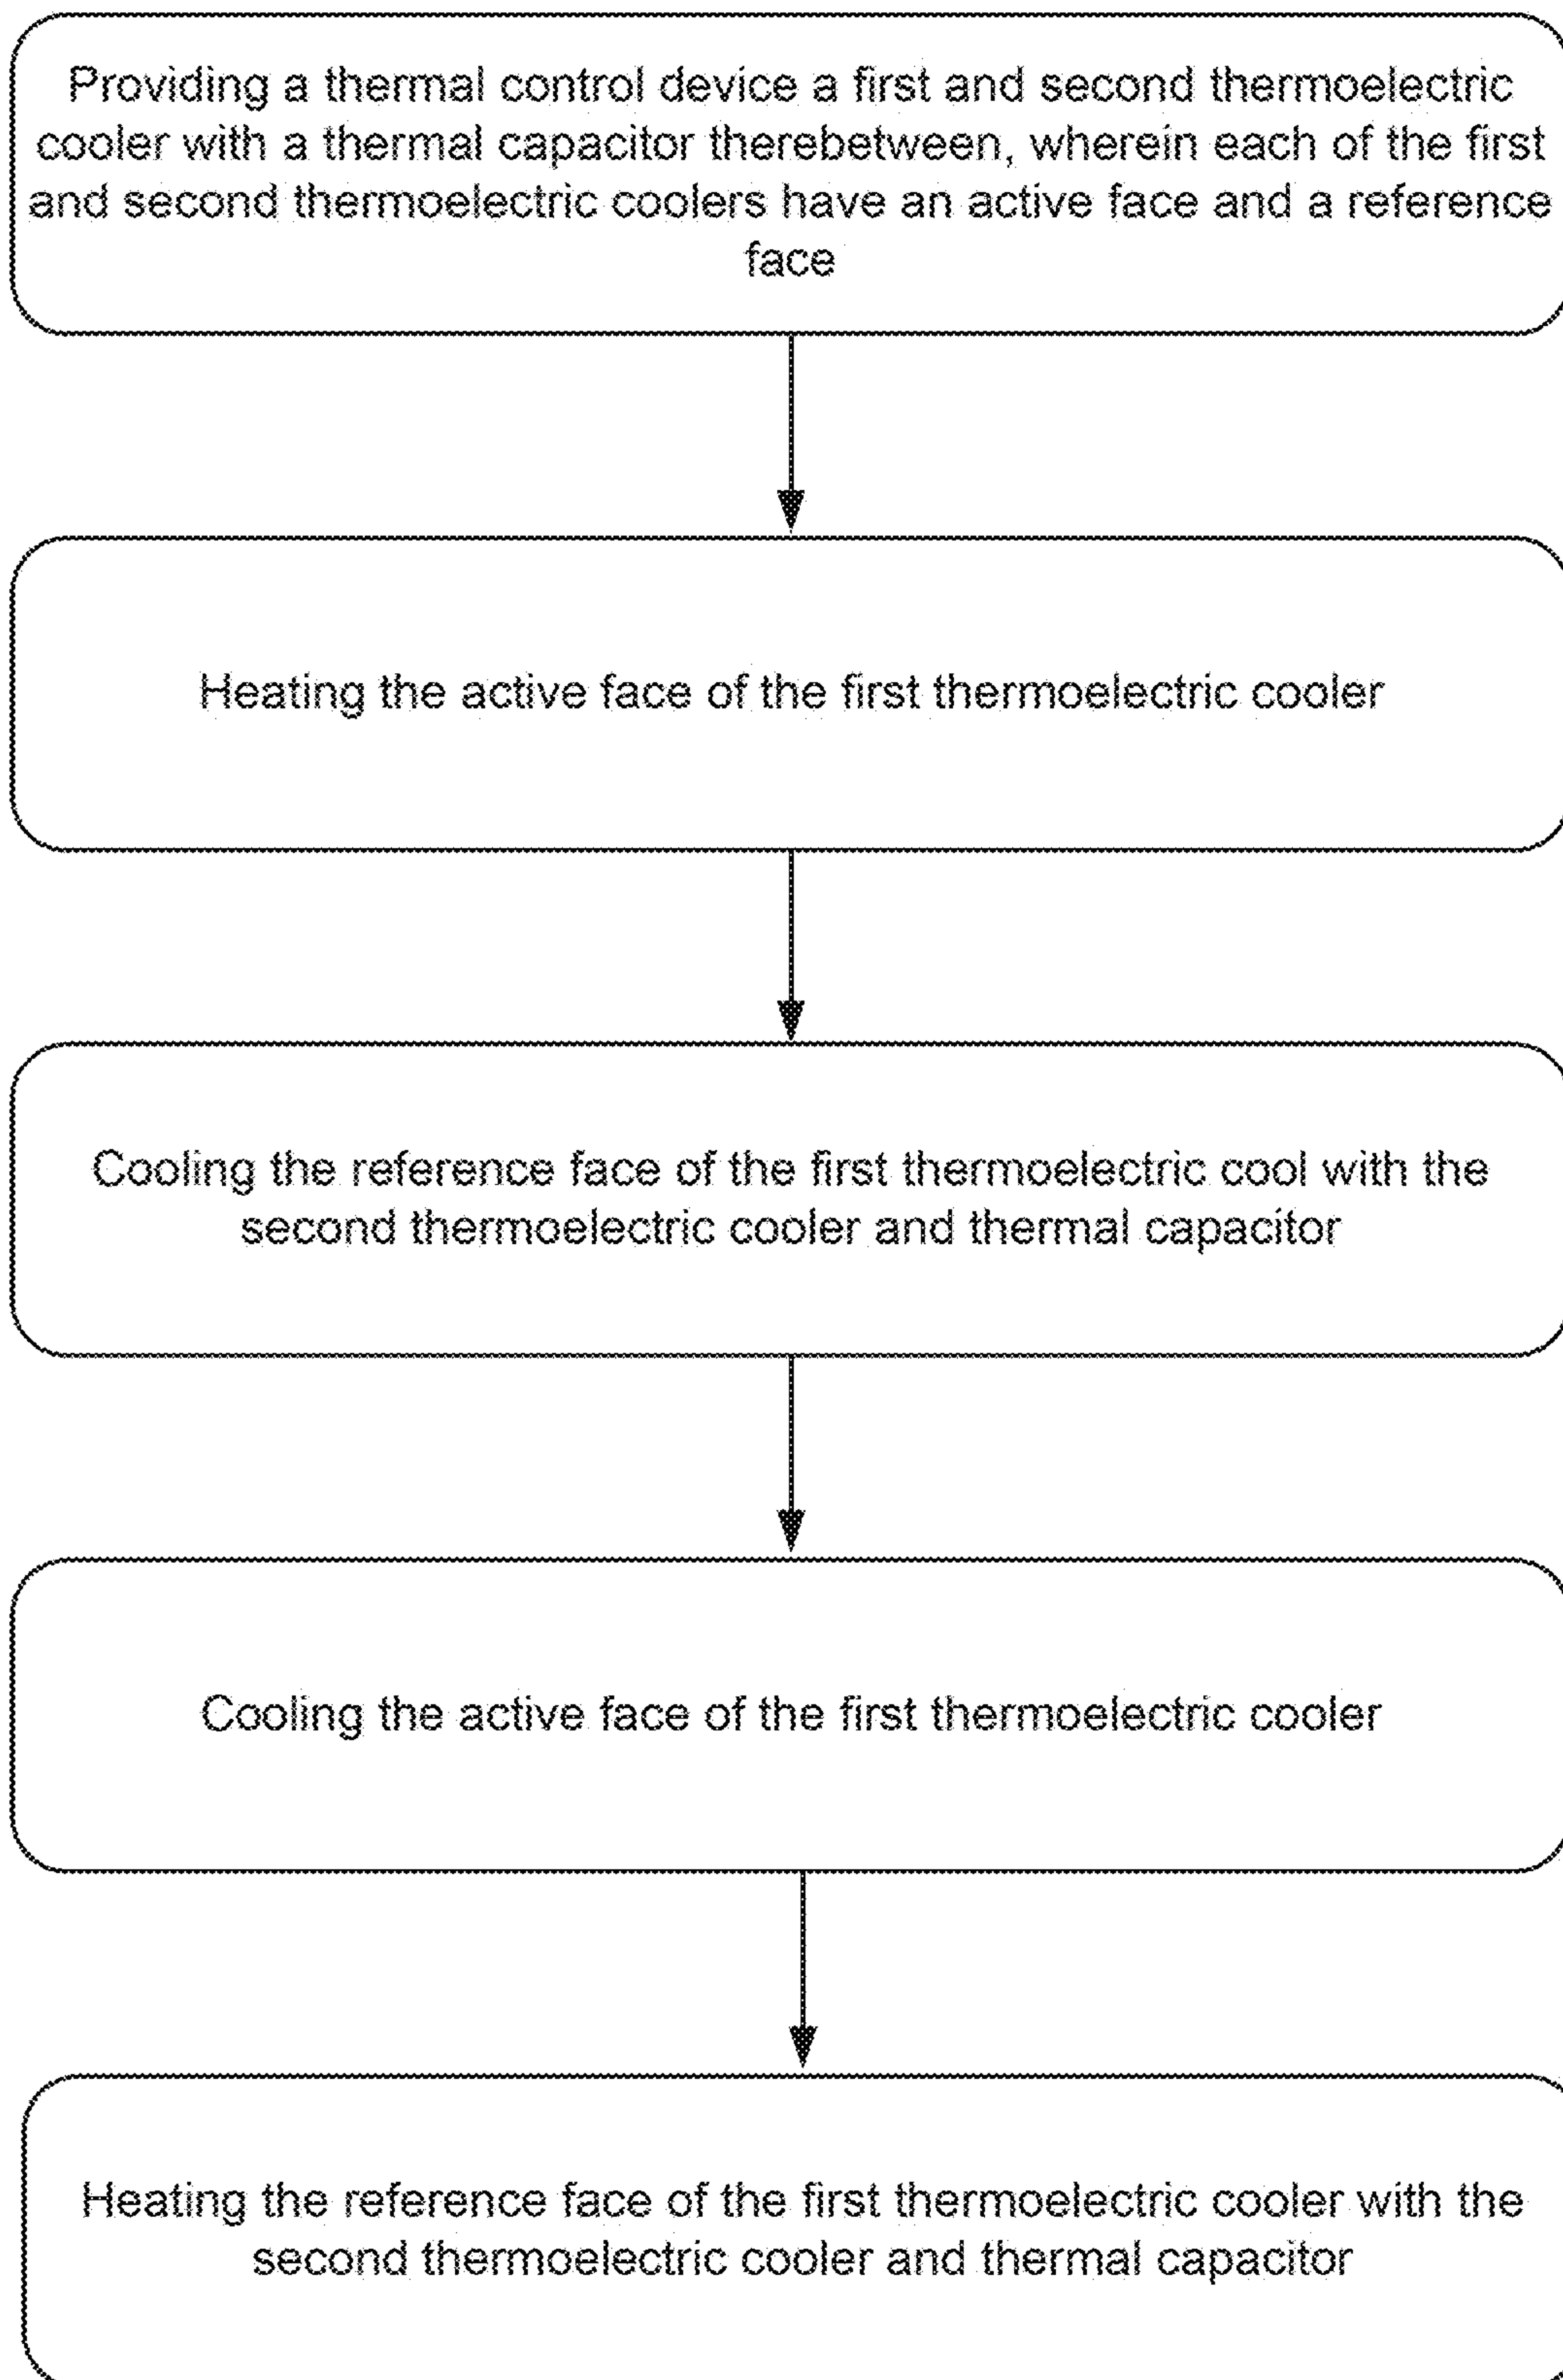 Providing a thermal control device a first and second thermoelectric
cooler with a thermal capacitor therebetween, wherein each of the first
and second thermoelectric coolers have an active face and a reference
face
Heating the active face of the first thermoelectric cooler
Cooling the reference face of the first thermoelectric cool with the
second thermoelectric cooler and thermal capacitor
Cooling the active face of the first thermoelectric cooler
Heating the reference face of the first thermoelectric cooler with the
second thermoelectric cooler and thermal capacitor